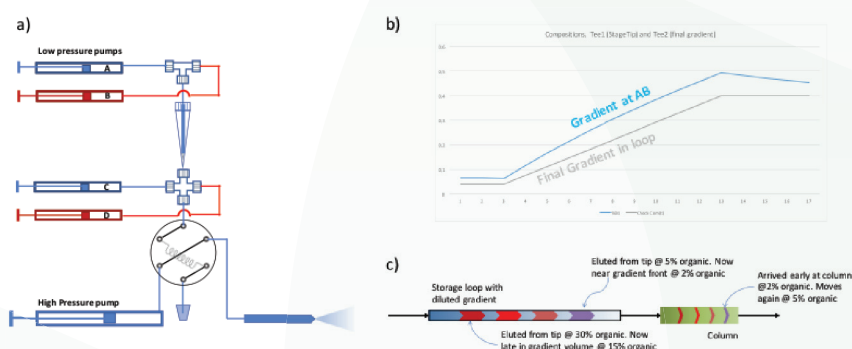 a)
Low pressure pumps
A
B
C
D
High Pressure pump
b)
Compositions, Tee1 (StageTip) and Tee2 (final gradient)
0.6
0.5
0.4
0.3
0.2
0.1
0
Gradient at AB
Final Gradient in loop
1 2 3 4 5 6 7 8 9 10 11 12 13 14 15 16 17
c)
Storage loop with
diluted gradient
Eluted from tip @ 5% organic. Now
near gradient front @ 2% organic
Arrived early at column
@2% organic. Moves
again @ 5% organic
Eluted from tip @ 30% organic. Now
late in gradient volume @ 15% organic
Column